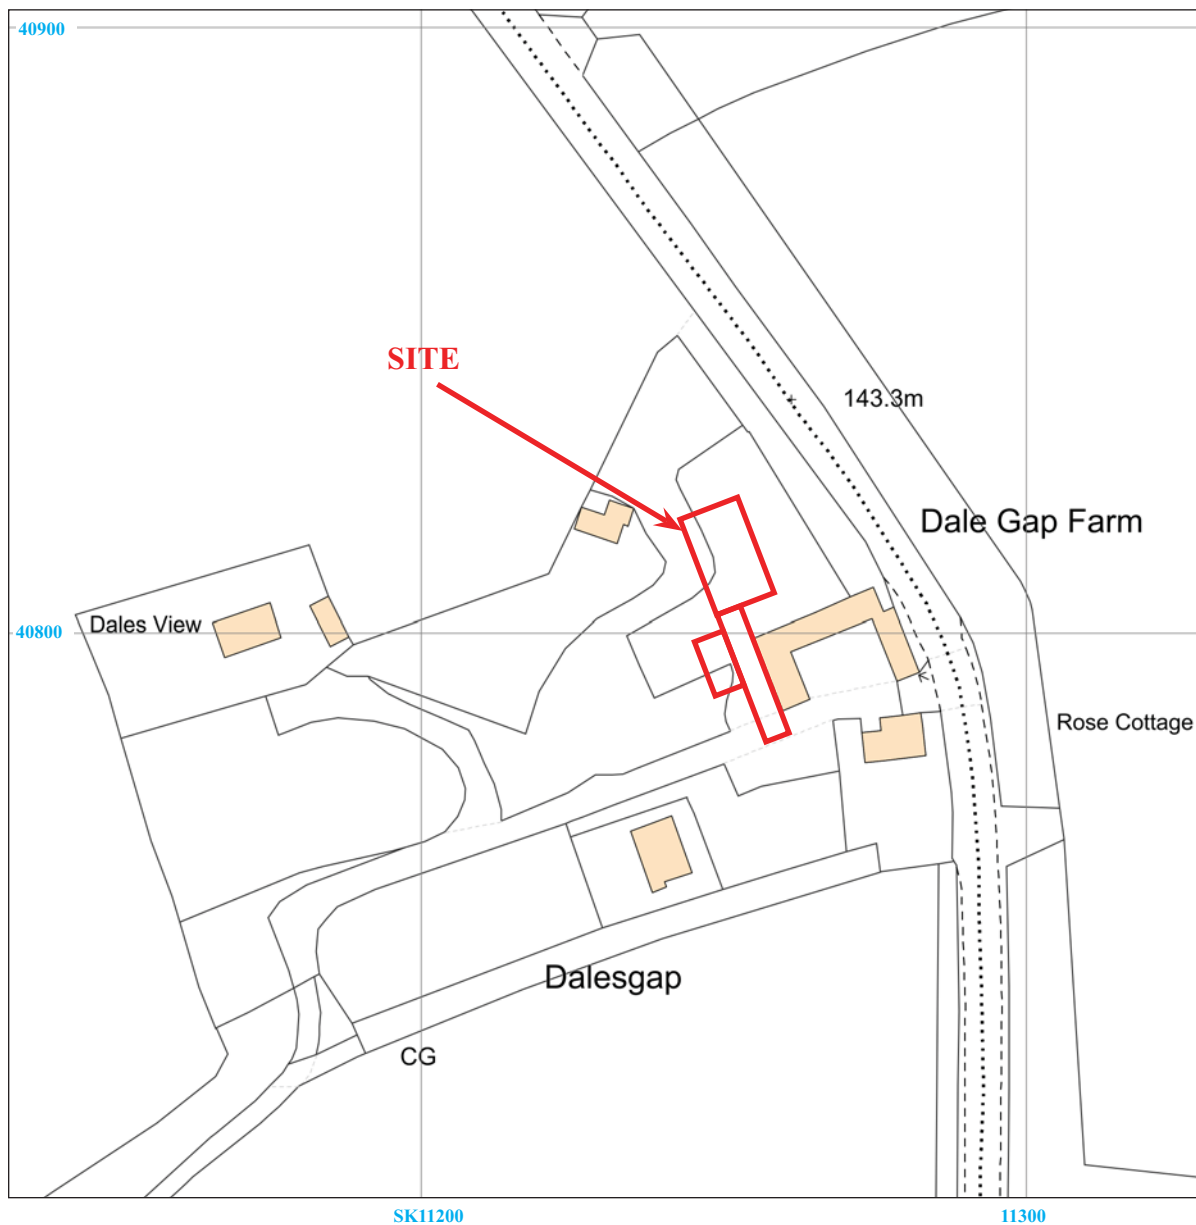 40900
SITE
143.3m
Dale Gap Farm
Dales View
40800
Rose Cottage
Dalesgap
CG
SK11200
11300